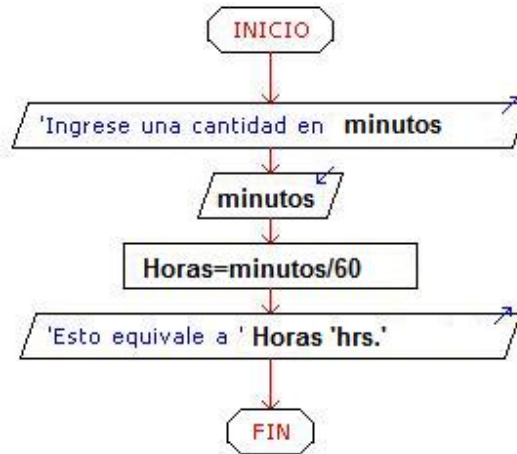 INICIO
'Ingrese una cantidad en minutos
minutos
Horas=minutos/60
'Esto equivale a ' Horas 'hrs.'
FIN